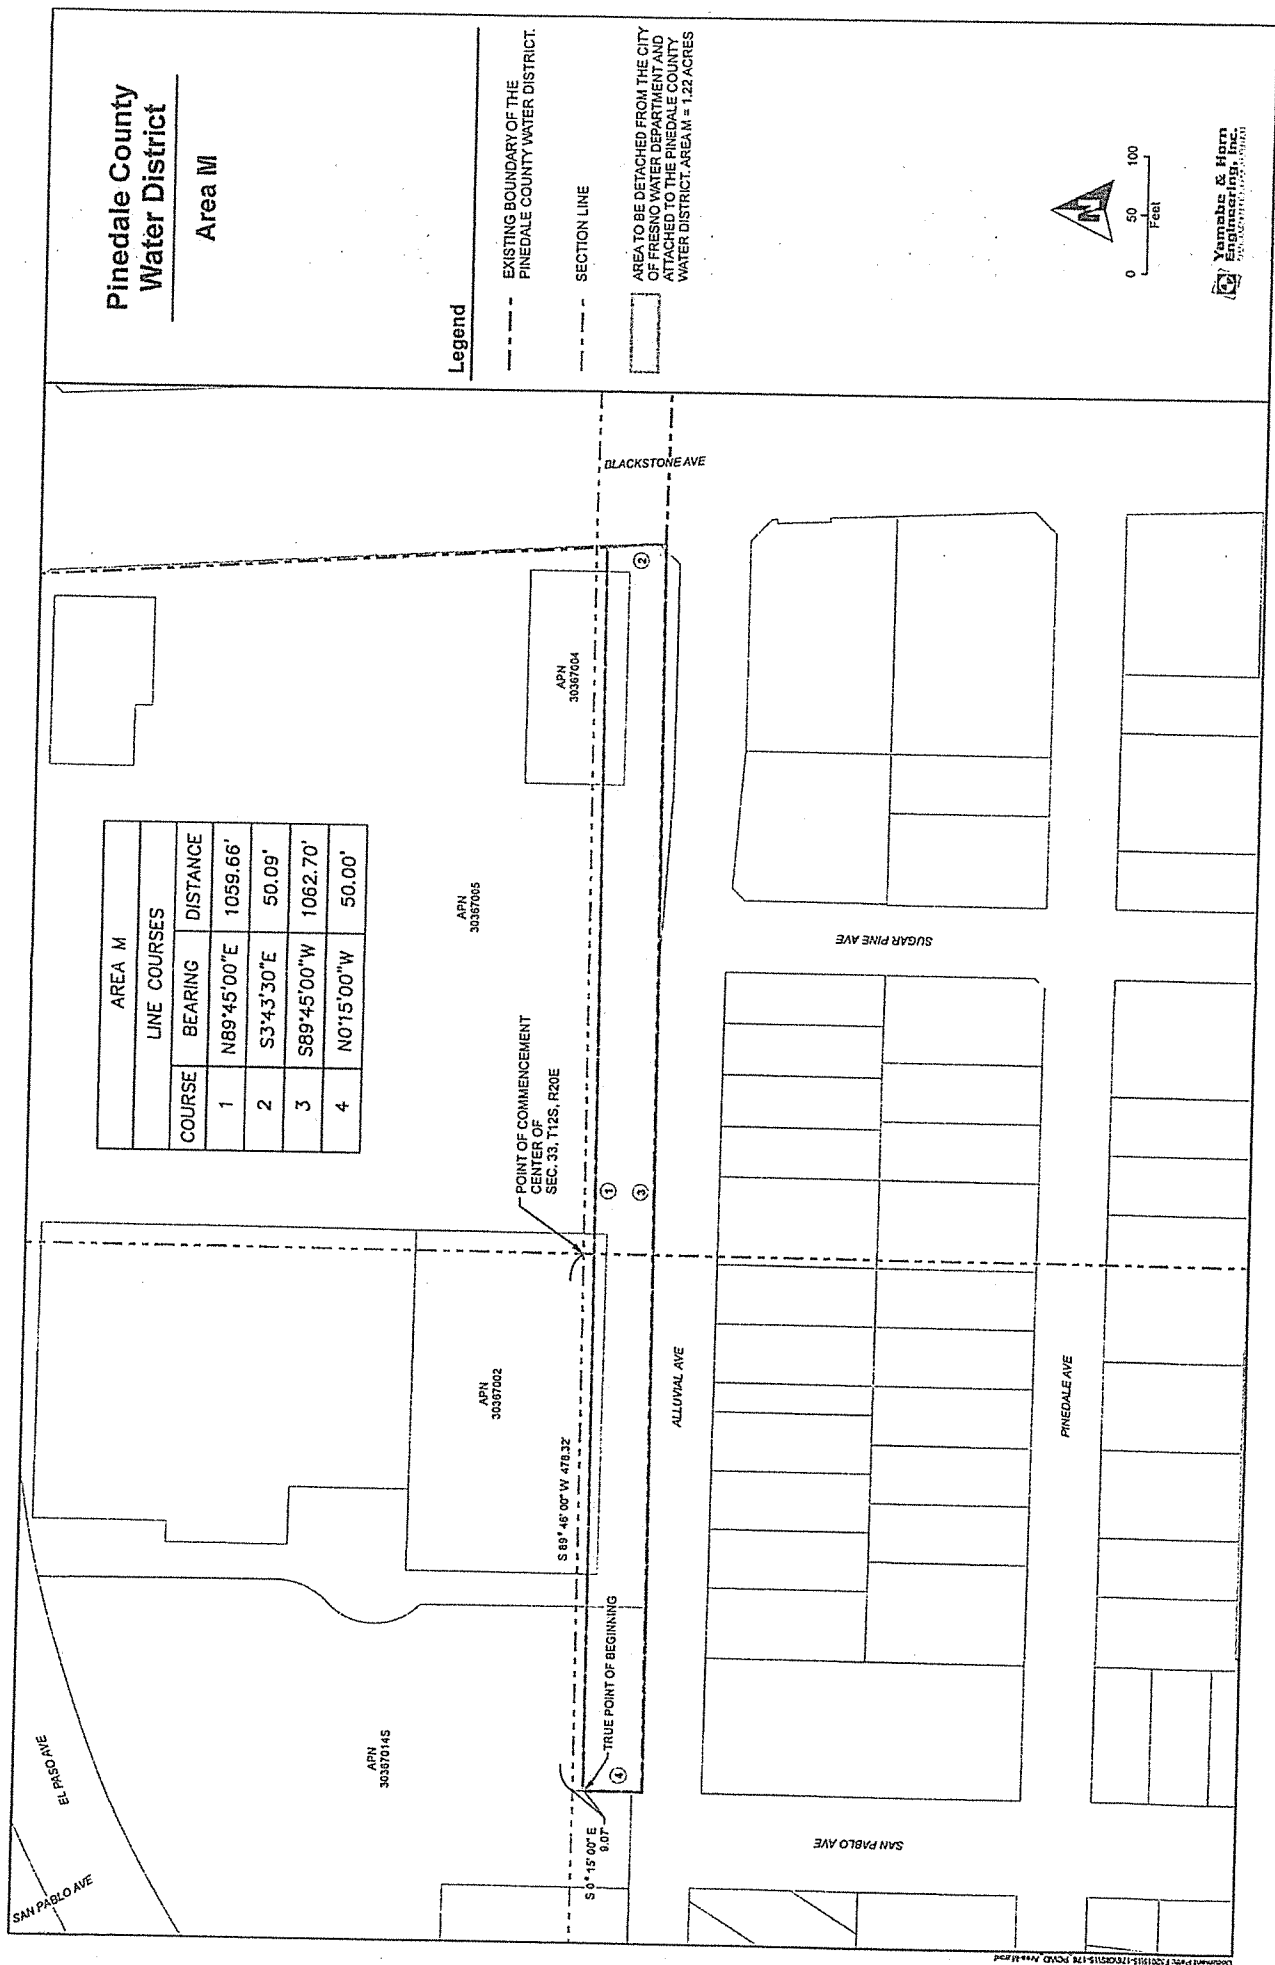 Pinedale County
Water District
Area M
Legend
EXISTING BOUNDARY OF THE
PINEDALE COUNTY WATER DISTRICT.
SECTION LINE
AREA TO BE DETACHED FROM THE CITY
OF FRESNO WATER DEPARTMENT AND
ATTACHED TO THE PINEDALE COUNTY
WATER DISTRICT. AREA M = 1.22 ACRES
N
0 50 100
Feet
Yamabe & Horn
Engineering, Inc.
AREA M
LINE COURSES
COURSE BEARING DISTANCE
1 N89°45'00"E 1059.66'
2 S3°43'30"E 50.09'
3 S89°45'00"W 1062.70'
4 N0°15'00"W 50.00'
SAN PABLO AVE
EL PASO AVE
APN
30367014S
APN
30367002
APN
30367005
APN
30367004
POINT OF COMMENCEMENT
CENTER OF
SEC. 33, T12S, R20E
S 89° 46' 00" W 478.32'
TRUE POINT OF BEGINNING
S 0° 15' 00" E
9.07'
1
2
3
4
BLACKSTONE AVE
ALLUVIAL AVE
SUGAR PINE AVE
SAN PABLO AVE
PINEDALE AVE